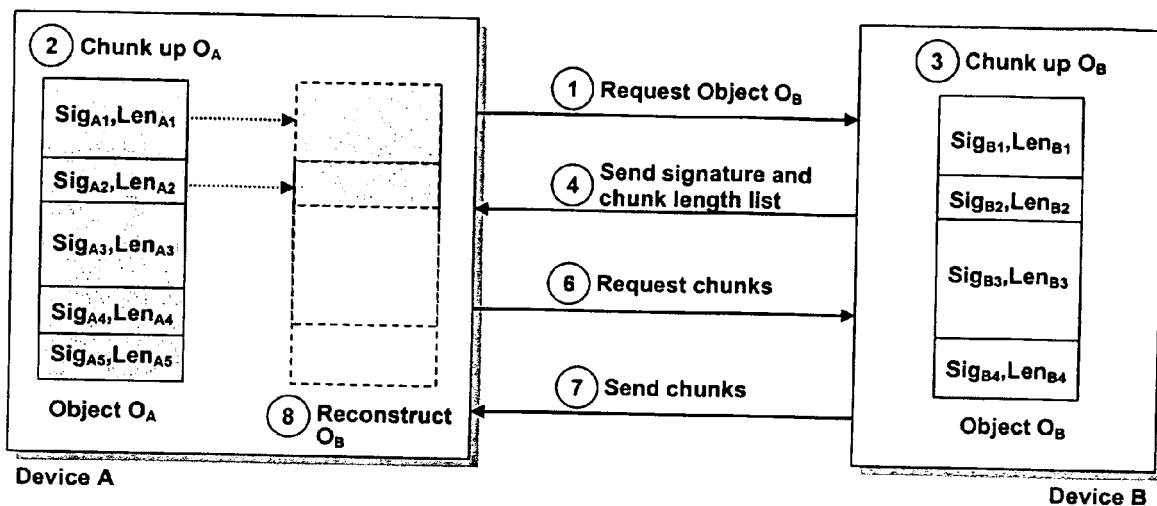 2 Chunk up OA
SigA1,LenA1
SigA2,LenA2
SigA3,LenA3
SigA4,LenA4
SigA5,LenA5
Object OA
8 Reconstruct
OB
Device A
1 Request Object OB
4 Send signature and
chunk length list
6 Request chunks
7 Send chunks
3 Chunk up OB
SigB1,LenB1
SigB2,LenB2
SigB3,LenB3
SigB4,LenB4
Object OB
Device B